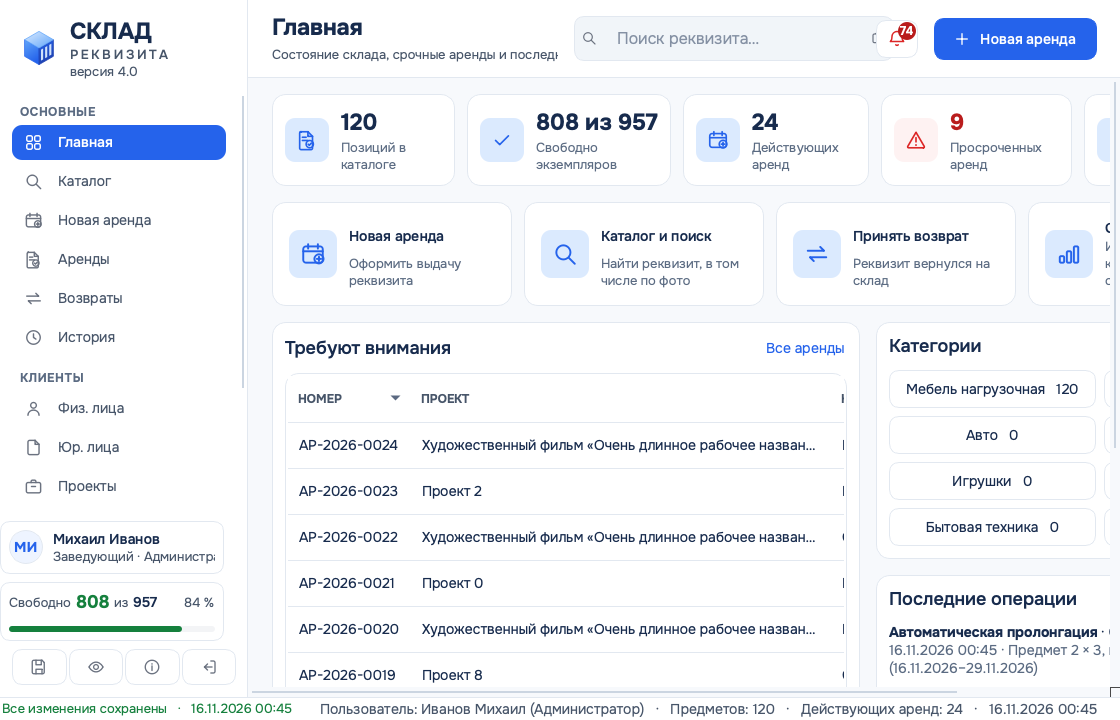 СКЛАД
РЕКВИЗИТА
версия 4.0
ОСНОВНЫЕ
Главная
Каталог
Новая аренда
Аренды
Возвраты
История
КЛИЕНТЫ
Физ. лица
Юр. лица
Проекты
МИ
Михаил Иванов
Заведующий · Администра
Свободно 808 из 957 84 %
Главная
Состояние склада, срочные аренды и последн
Поиск реквизита...
74
Новая аренда
120
Позиций в
каталоге
808 из 957
Свободно
экземпляров
24
Действующих
аренд
9
Просроченных
аренд
Новая аренда
Оформить выдачу
реквизита
Каталог и поиск
Найти реквизит, в том
числе по фото
Принять возврат
Реквизит вернулся на
склад
Требуют внимания
Все аренды
НОМЕР ПРОЕКТ
АР-2026-0024 Художественный фильм «Очень длинное рабочее назван...
АР-2026-0023 Проект 2
АР-2026-0022 Художественный фильм «Очень длинное рабочее назван...
АР-2026-0021 Проект 0
АР-2026-0020 Художественный фильм «Очень длинное рабочее назван...
АР-2026-0019 Проект 8
Категории
Мебель нагрузочная 120
Авто 0
Игрушки 0
Бытовая техника 0
Последние операции
Автоматическая пролонгация ·
16.11.2026 00:45 · Предмет 2 × 3,
(16.11.2026–29.11.2026)
Все изменения сохранены · 16.11.2026 00:45
Пользователь: Иванов Михаил (Администратор) · Предметов: 120 · Действующих аренд: 24 · 16.11.2026 00:45